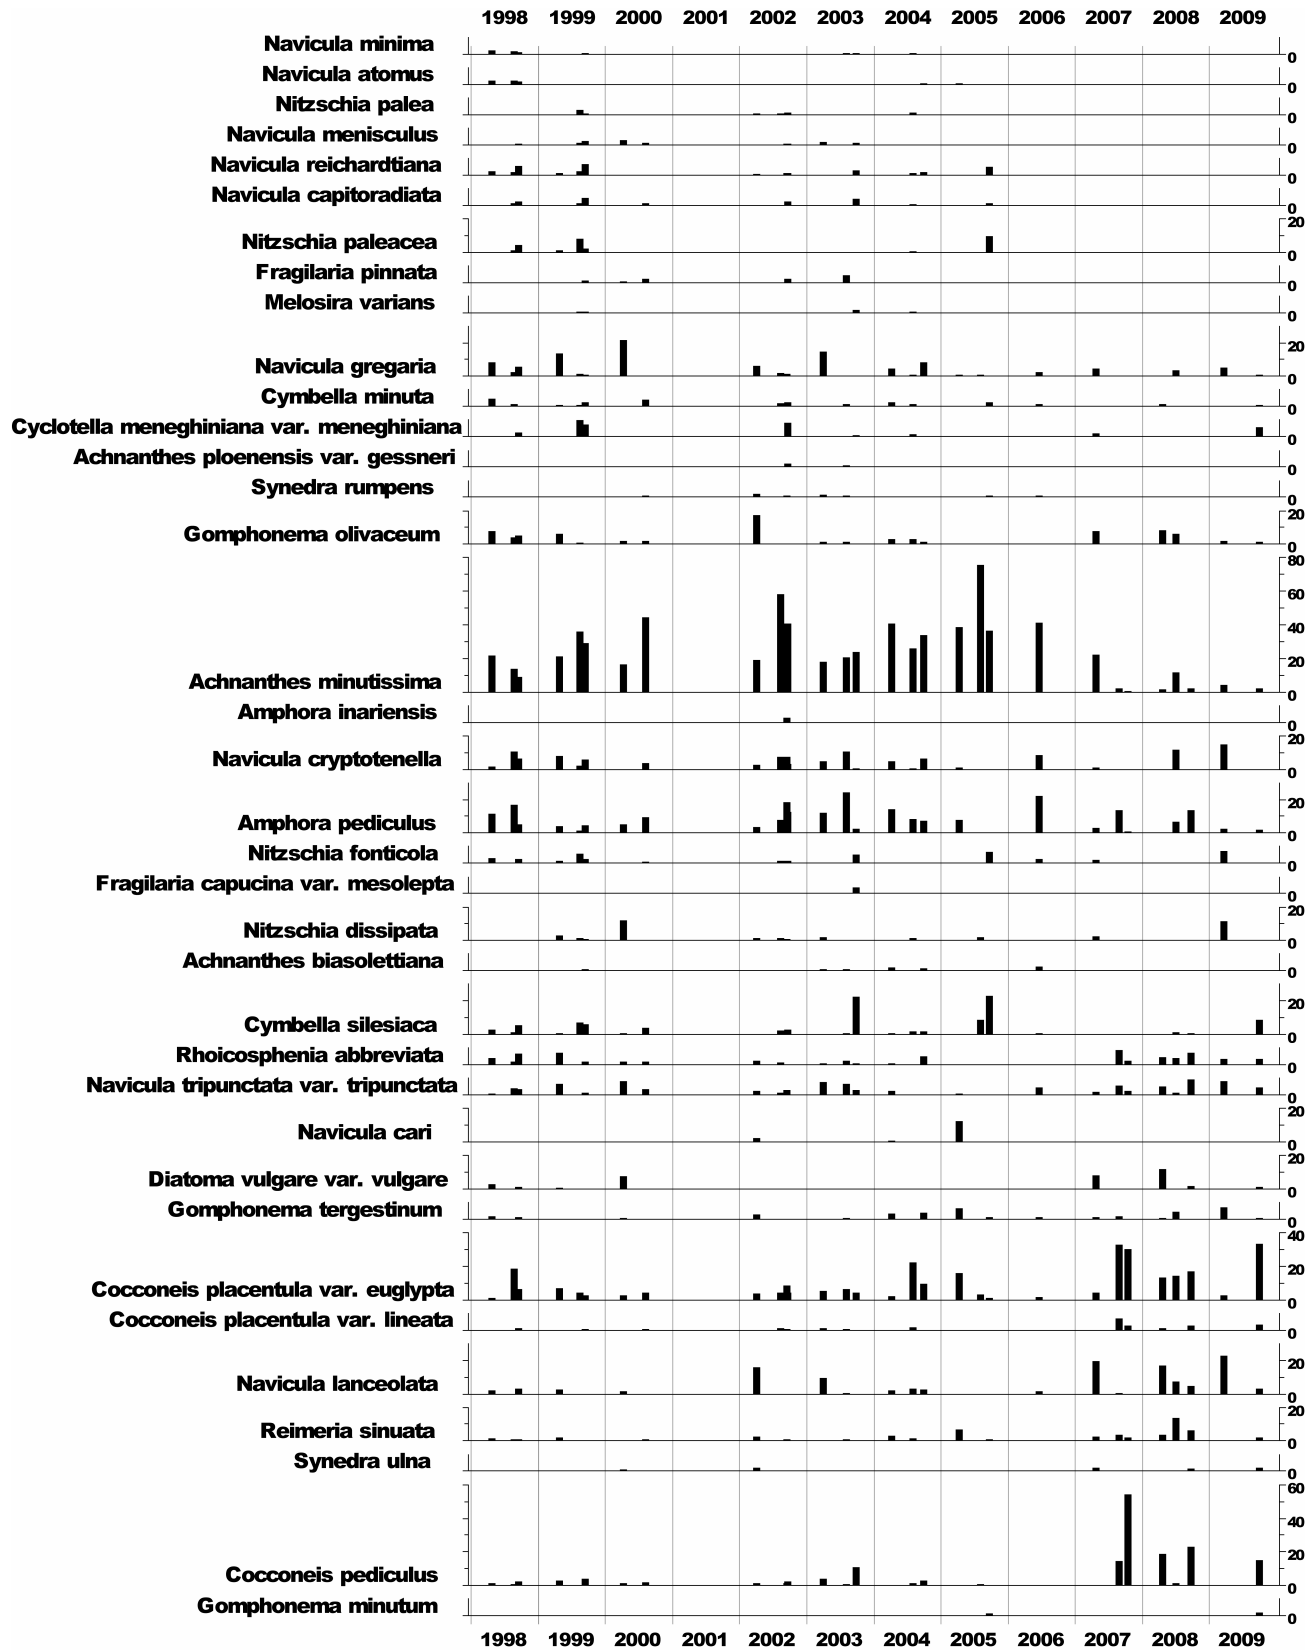 1998 1999 2000 2001 2002 2003 2004 2005 2006 2007 2008 2009
Navicula minima 0
Navicula atomus 0
Nitzschia palea 0
Navicula menisculus 0
Navicula reichardtiana 0
Navicula capitoradiata 0
20
Nitzschia paleacea 0
Fragilaria pinnata 0
Melosira varians 0
20
Navicula gregaria 0
Cymbella minuta 0
Cyclotella meneghiniana var. meneghiniana 0
Achnanthes ploenensis var. gessneri 0
Synedra rumpens 0
20
Gomphonema olivaceum 0
80
60
40
20
Achnanthes minutissima 0
Amphora inariensis 0
20
Navicula cryptotenella 0
20
Amphora pediculus 0
Nitzschia fonticola 0
Fragilaria capucina var. mesolepta 0
20
Nitzschia dissipata 0
Achnanthes biasolettiana 0
20
Cymbella silesiaca 0
Rhoicosphenia abbreviata 0
Navicula tripunctata var. tripunctata 0
20
Navicula cari 0
20
Diatoma vulgare var. vulgare 0
Gomphonema tergestinum 0
40
20
Cocconeis placentula var. euglypta 0
Cocconeis placentula var. lineata 0
20
Navicula lanceolata 0
20
Reimeria sinuata 0
Synedra ulna 0
60
40
20
Cocconeis pediculus 0
Gomphonema minutum 0
1998 1999 2000 2001 2002 2003 2004 2005 2006 2007 2008 2009